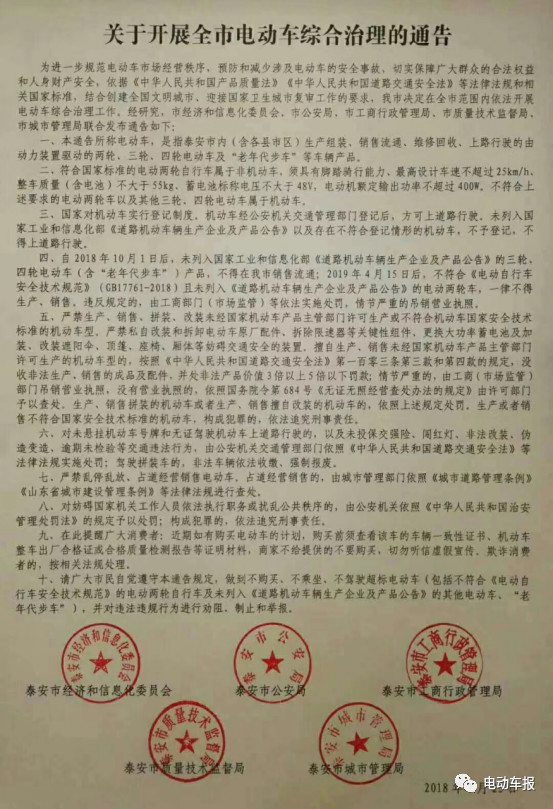 关于开展全市电动车综合治理的通告
为进一步规范电动车市场经营秩序、预防和减少涉及电动车的安全事故，切实保障广大群众的合法权益
和人身财产安全，依据《中华人民共和国产品质量法》《中华人民共和国道路交通安全法》等法律法规和相
关国家标准，结合创建全国文明城市、迎接国家卫生城市复审工作的要求，我市决定在全市范围内依法开展
电动车综合治理工作。经研究，市经济和信息化委员会、市公安局、市工商行政管理局、市质量技术监督局、
市城市管理局联合发布通告如下：
一、本通告所称电动车，是指泰安市内（含各县市区）生产组装、销售流通、维修回收、上路行驶的由
动力装置驱动的两轮、三轮、四轮电动车及“老年代步车”等车辆产品。
二、符合国家标准的电动两轮自行车属于非机动车，须具有脚踏骑行能力、最高设计车速不超过25km/h、
整车质量（含电池）不大于55kg、蓄电池标称电压不大于48V，电动机额定输出功率不超过400W。不符合上
述要求的电动两轮车以及其他三轮、四轮电动车属于机动车。
三、国家对机动车实行登记制度。机动车经公安机关交通管理部门登记后，方可上道路行驶。未列入国
家工业和信息化部《道路机动车辆生产企业及产品公告》以及存在不符合登记情形的机动车，不予登记，不
得上道路行驶。
四、自2018年10月1日后，未列入国家工业和信息化部《道路机动车辆生产企业及产品公告》的三轮、
四轮电动车（含“老年代步车”）产品，不得在我市销售流通；2019年4月15日后，不符合《电动自行车
安全技术规范》（GB17761-2018）且未列入《道路机动车辆生产企业及产品公告》的电动两轮车，一律不得
生产、销售。违反规定的，由工商部门（市场监管）等依法实施处罚，情节严重的吊销营业执照。
五、严禁生产、销售、拼装、改装未经国家机动车产品主管部门许可生产或不符合机动车国家安全技术
标准的机动车型，严禁私自改装和拆卸电动车原厂配件、拆除限速器等关键性组件、更换大功率蓄电池及加
装、改装遮阳伞、顶篷、座椅、厢体等妨碍交通安全的装置，擅自生产、销售未经国家机动车产品主管部门
许可生产的机动车型的，按照《中华人民共和国道路交通安全法》第一百零三条第三款和第四款的规定，没
收非法生产、销售的成品及配件，并处非法产品价值3倍以上5倍以下罚款；情节严重的，由工商（市场监管）
部门吊销营业执照，没有营业执照的，依照国务院令第684号《无证无照经营查处办法的规定》由许可部门
予以查处。生产、销售拼装的机动车或者生产、销售擅自改装的机动车的，依照上述规定处罚。生产或者销
售不符合国家安全技术标准的机动车，构成犯罪的，依法追究刑事责任。
六、对未悬挂机动车号牌和无证驾驶机动车上道路行驶的，以及未投保交强险、闯红灯、非法改装、伪
造变造、逾期未检验等交通违法行为，由公安机关交通管理部门依照《中华人民共和国道路交通安全法》等
法律法规实施处罚；驾驶拼装车的，非法车辆依法收缴、强制报废。
七、严禁乱停乱放、占道经营销售电动车。占道经营销售的，由城市管理部门依照《城市道路管理条例》
《山东省城市建设管理条例》等法律法规进行查处。
八、对妨碍国家机关工作人员依法执行职务或扰乱公共秩序的，由公安机关依照《中华人民共和国治安
管理处罚法》的规定予以处罚；构成犯罪的，依法追究刑事责任。
九、在此提醒广大消费者：近期如有购买电动车的计划，购买前须查看该车的车辆一致性证书、机动车
整车出厂合格证或合格质量检测报告等证明材料，商家不给提供的不要购买，切勿听信虚假宣传。欺诈消费
者的，按相关法规处理。
十、请广大市民自觉遵守本通告规定，做到不购买、不乘坐、不驾驶超标电动车（包括不符合《电动自
行车安全技术规范》的电动两轮自行车及未列入《道路机动车辆生产企业及产品公告》的其他电动车、“老
年代步车”），并对违法违规行为进行劝阻、制止和举报。
泰安市经济和信息化委员会 泰安市公安局 泰安市工商行政管理局
泰安市质量技术监督局 泰安市城市管理局
2018年
电动车报